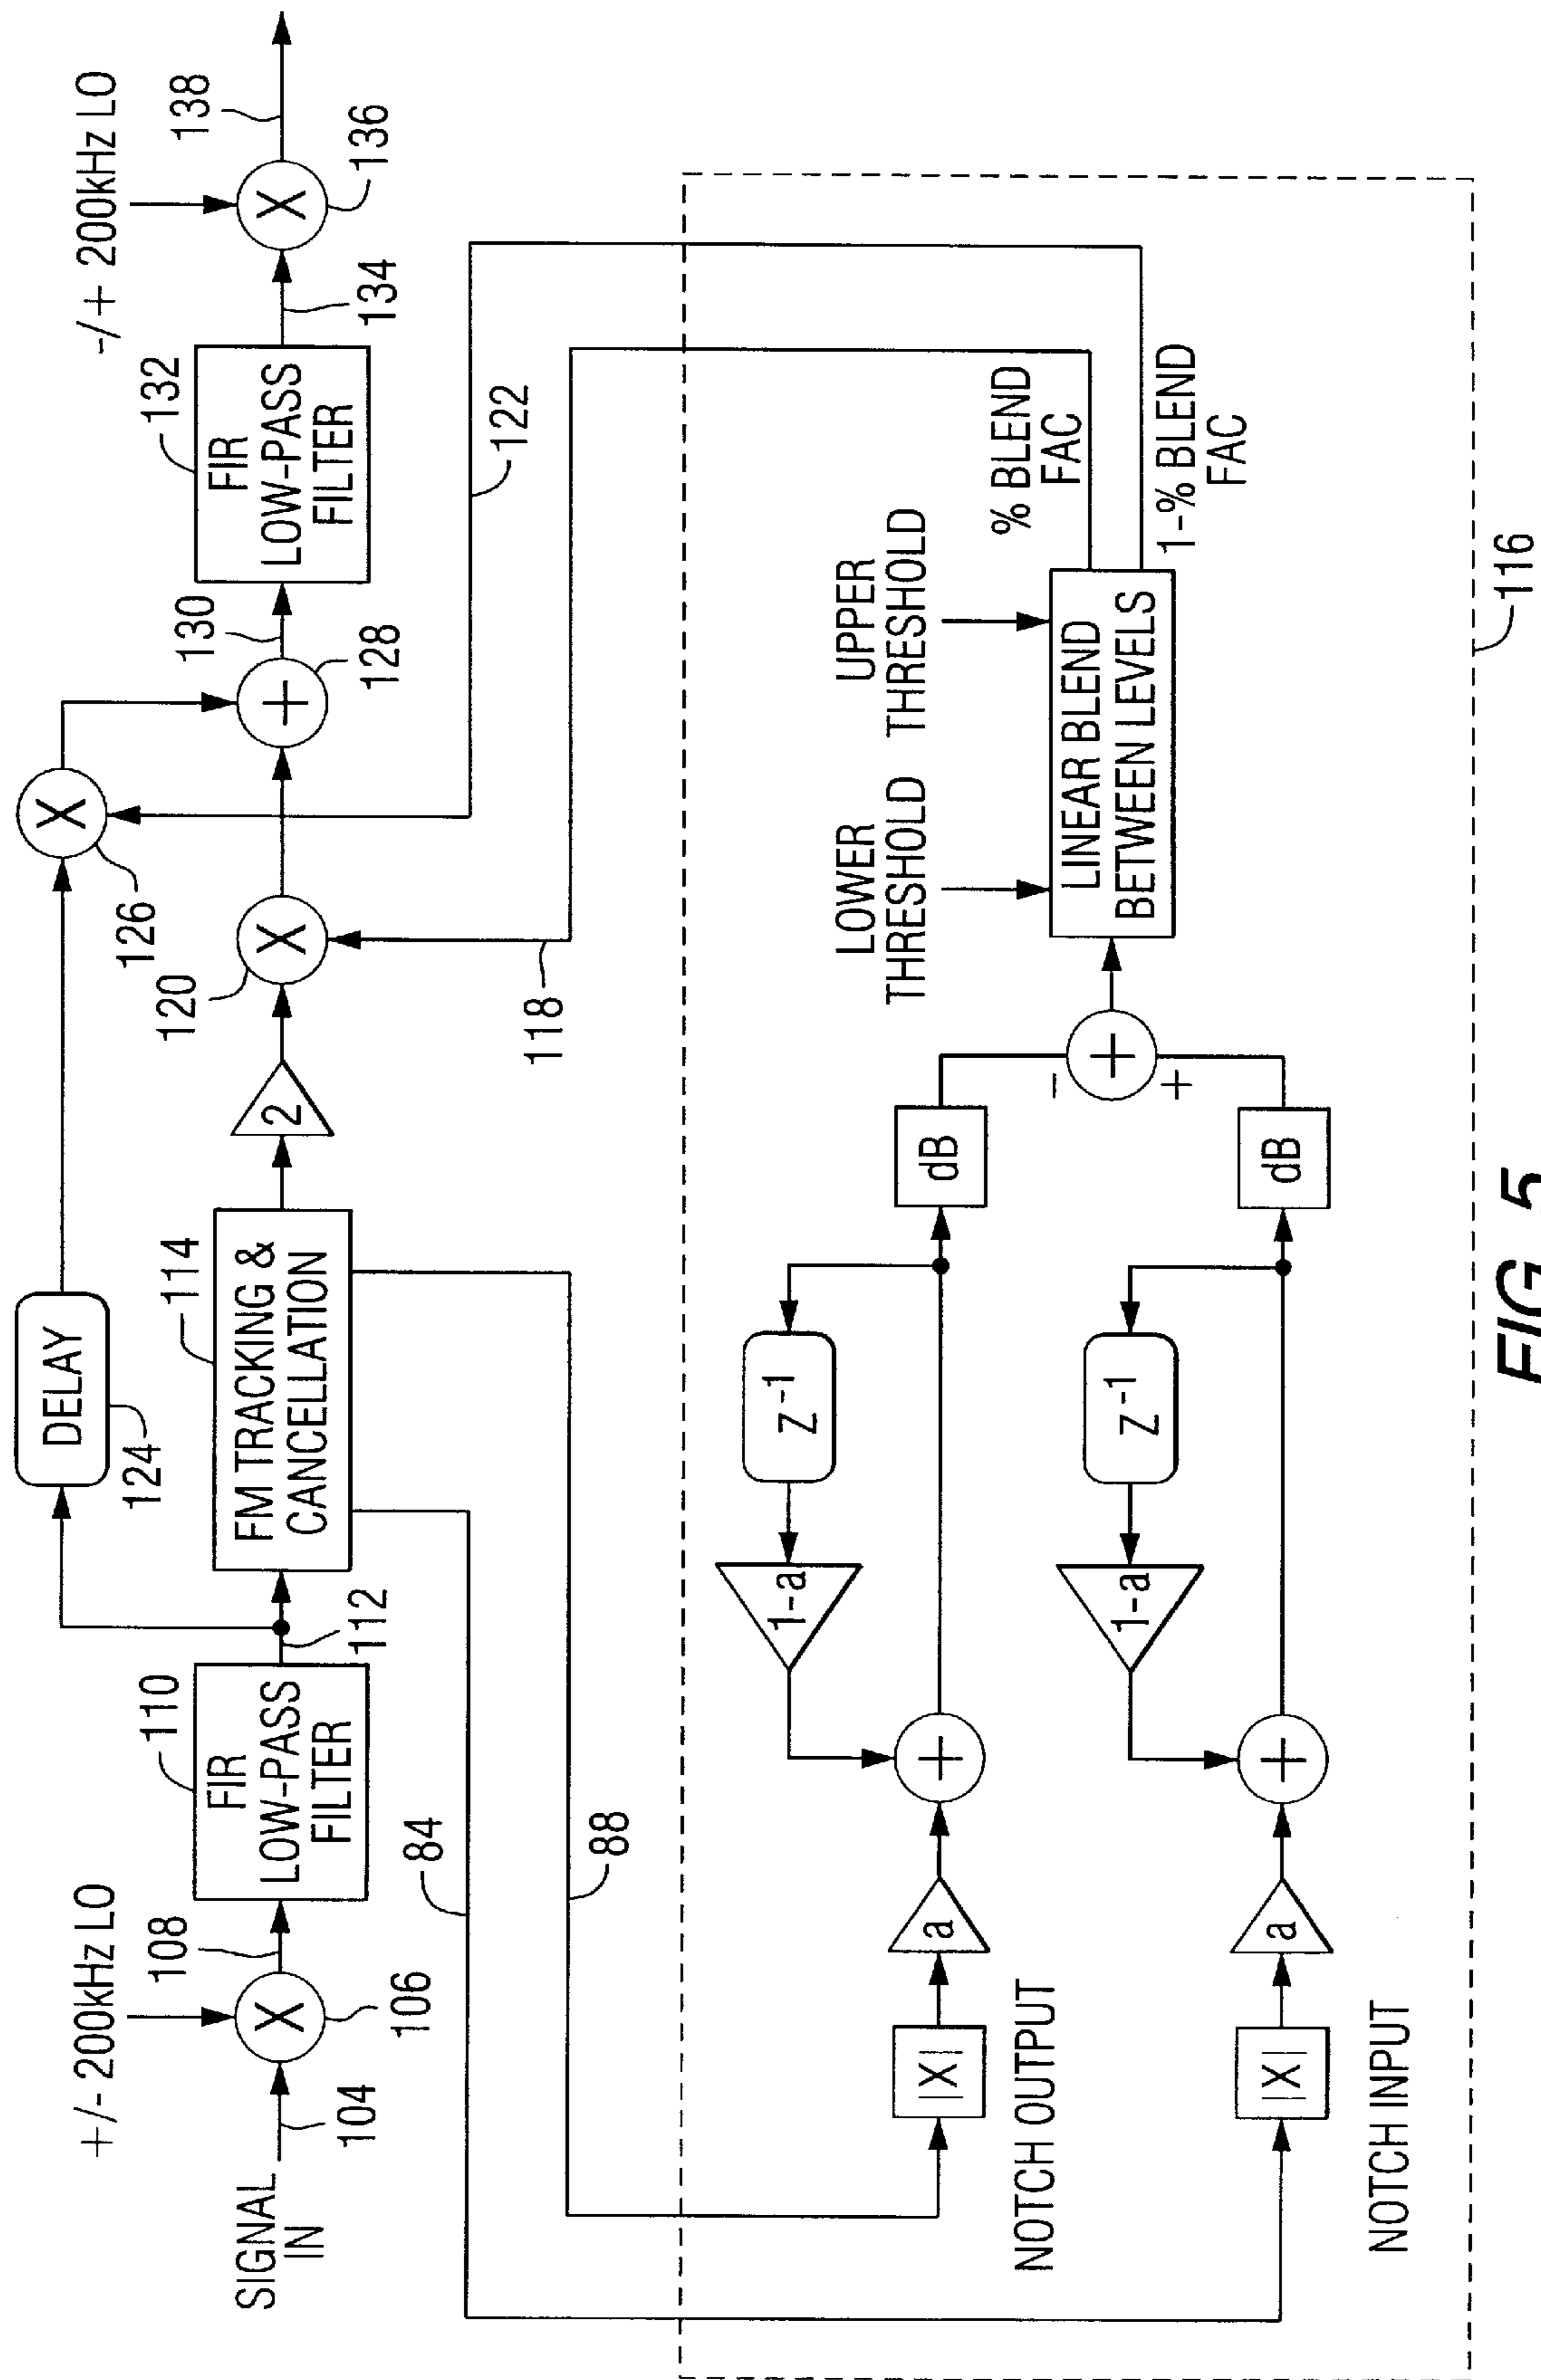 +/- 200kHz LO
108
SIGNAL
IN
104
106
110
FIR
LOW-PASS
FILTER
112
DELAY
124
114
FM TRACKING &
CANCELLATION
2
120
X
126
X
118
+
128
130
132
FIR
LOW-PASS
FILTER
134
-/+ 200kHz LO
X
136
138
122
X
84
88
|X|
NOTCH OUTPUT
a
+
1-a
Z⁻¹
dB
|X|
NOTCH INPUT
a
+
1-a
Z⁻¹
dB
-
+
+
LOWER
THRESHOLD
UPPER
THRESHOLD
LINEAR BLEND
BETWEEN LEVELS
% BLEND
FAC
1-% BLEND
FAC
116
FIG. 5